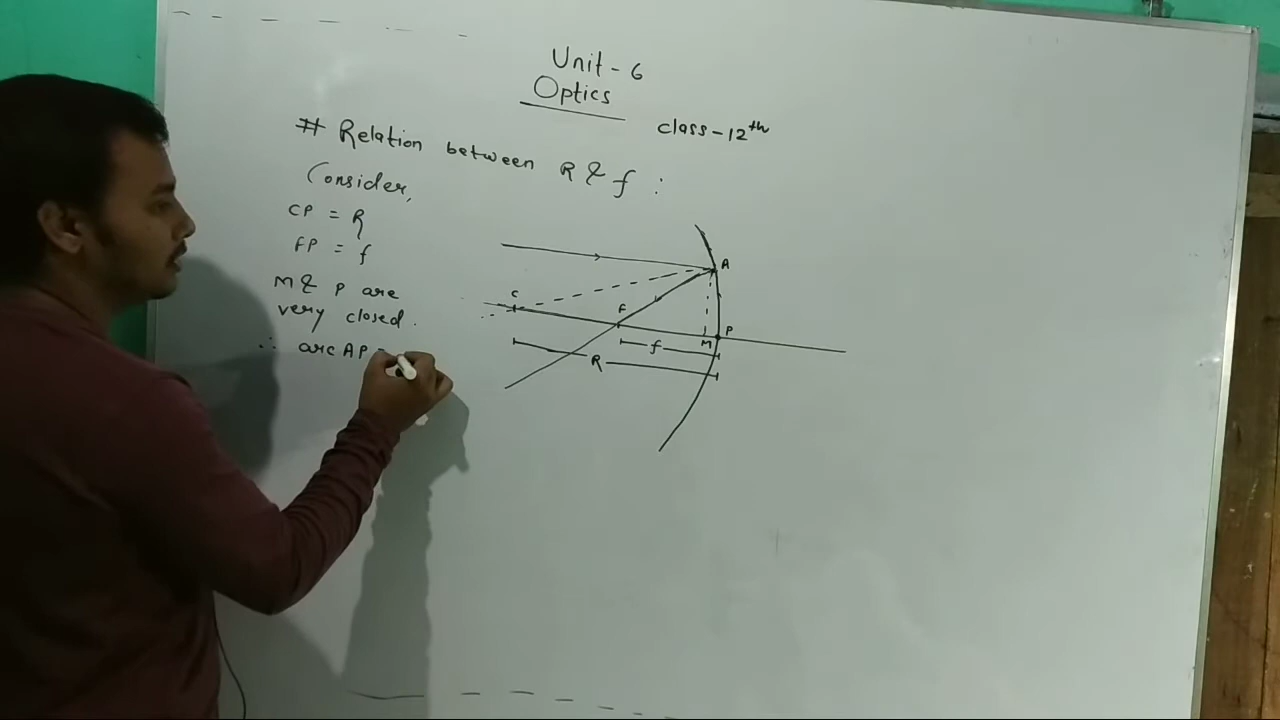 Unit - 6
Optics
class - 12th
# Relation between R & f :
Consider,
CP = R
FP = f
M & P are
very closed.
∴ arc AP =
A
C
F
P
M
f
R